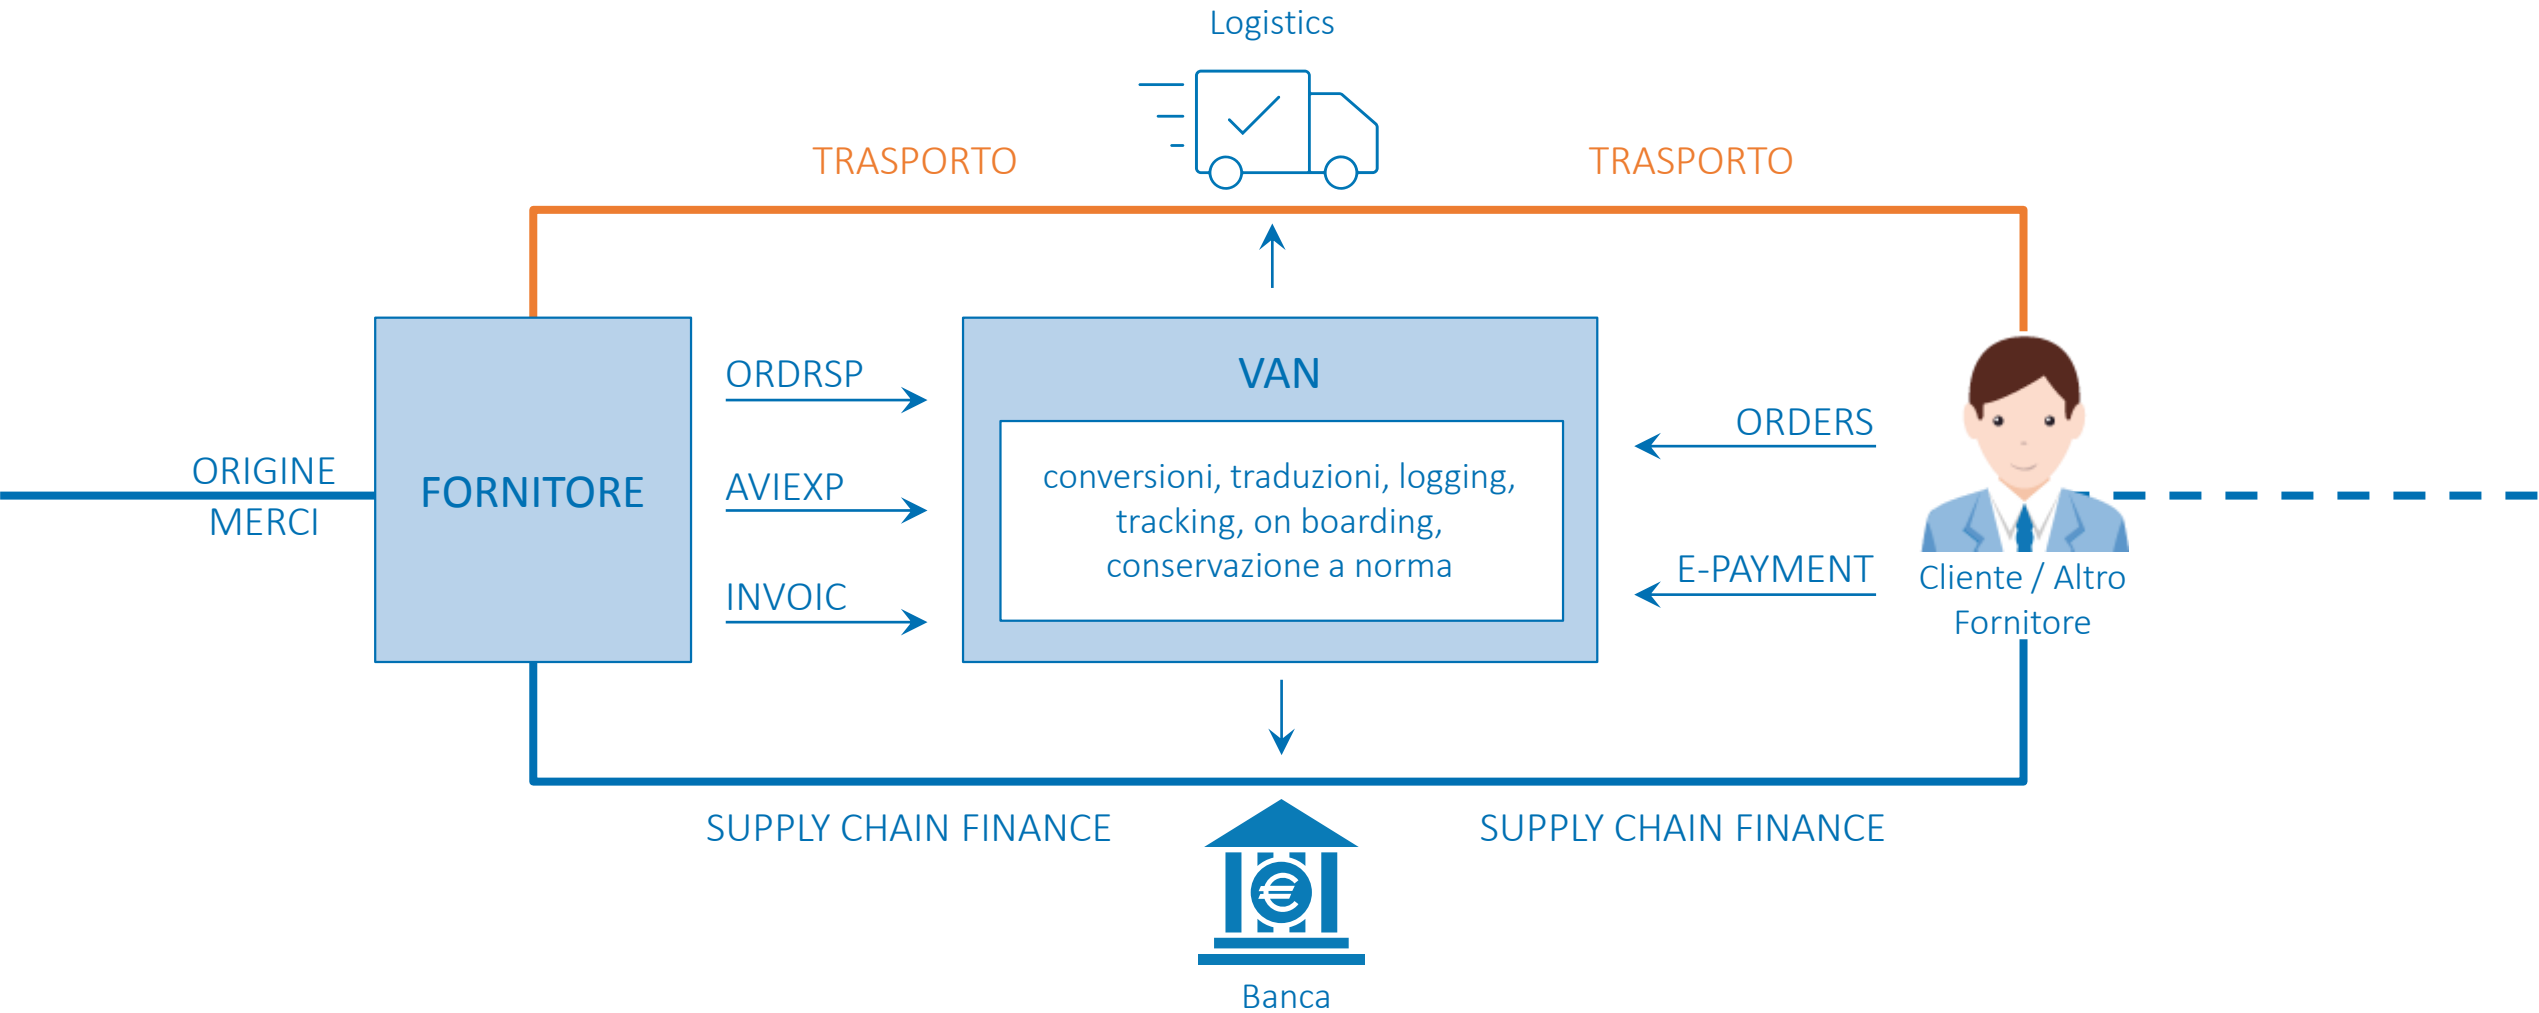 Logistics
TRASPORTO
TRASPORTO
ORIGINE
MERCI
FORNITORE
ORDRSP
AVIEXP
INVOIC
VAN
conversioni, traduzioni, logging,
tracking, on boarding,
conservazione a norma
ORDERS
E-PAYMENT
Cliente / Altro
Fornitore
SUPPLY CHAIN FINANCE
SUPPLY CHAIN FINANCE
Banca